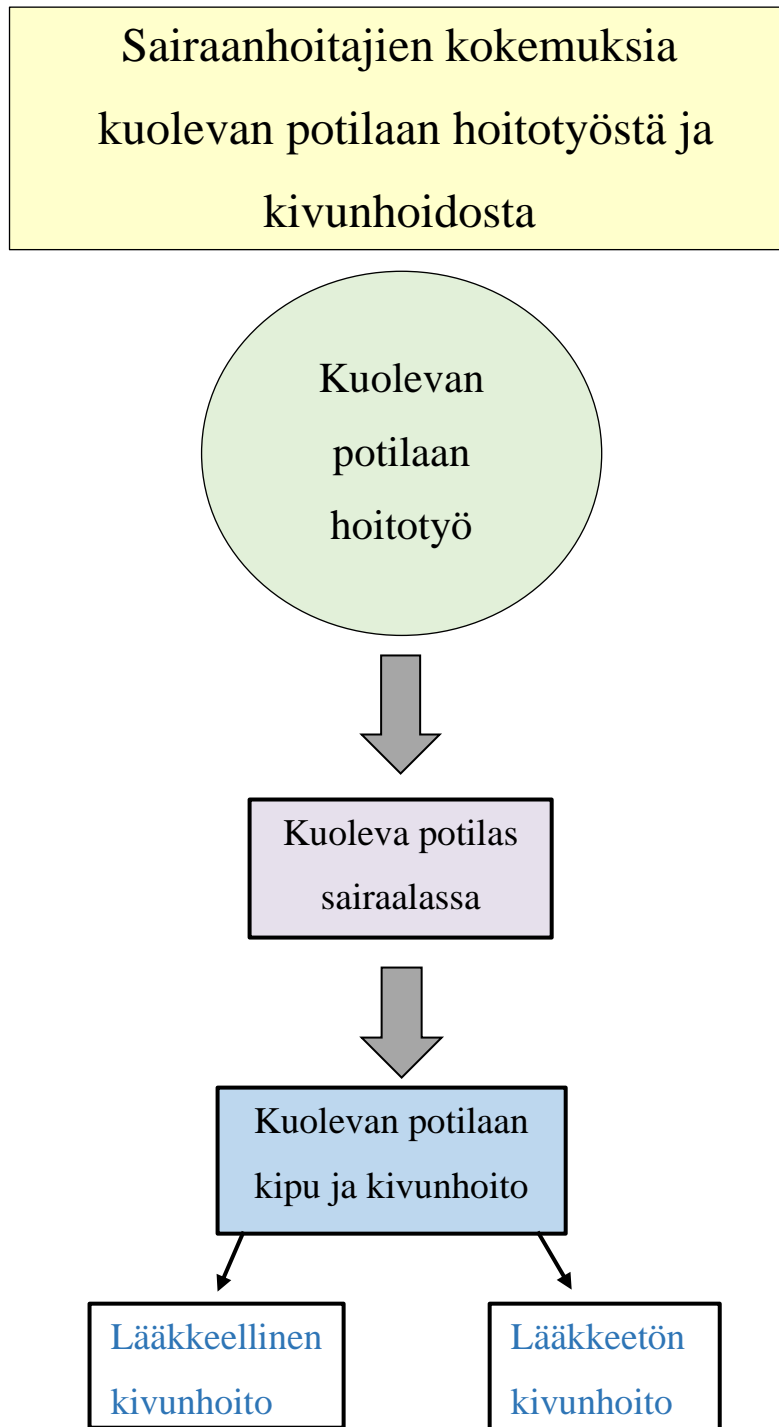 Sairaanhoitajien kokemuksia
kuolevan potilaan hoitotyöstä ja
kivunhoidosta
Kuolevan
potilaan
hoitotyö
Kuoleva potilas
sairaalassa
Kuolevan potilaan
kipu ja kivunhoito
Lääkkeellinen
kivunhoito
Lääkkeetön
kivunhoito